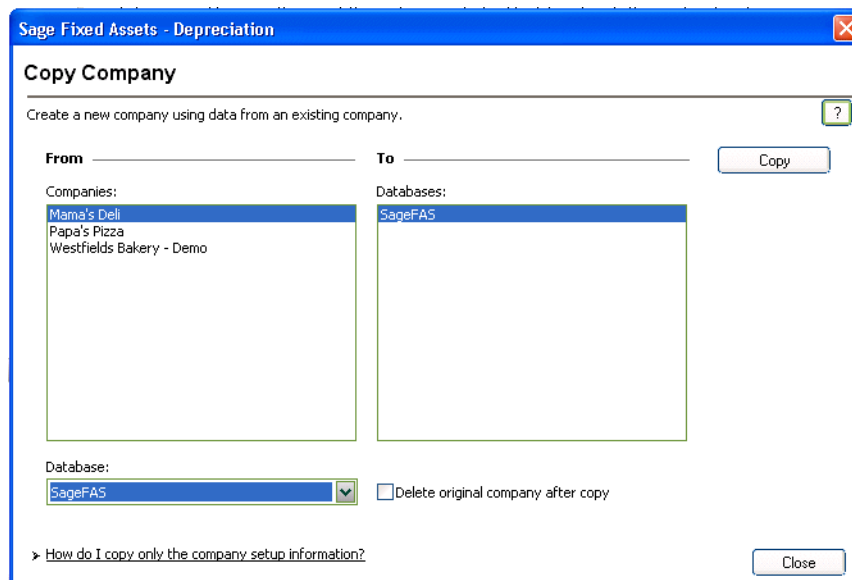 Sage Fixed Assets - Depreciation
Copy Company
Create a new company using data from an existing company.
?
From
To
Copy
Companies:
Databases:
Mama's Deli
SageFAS
Papa's Pizza
Westfields Bakery - Demo
Database:
SageFAS
Delete original company after copy
How do I copy only the company setup information?
Close